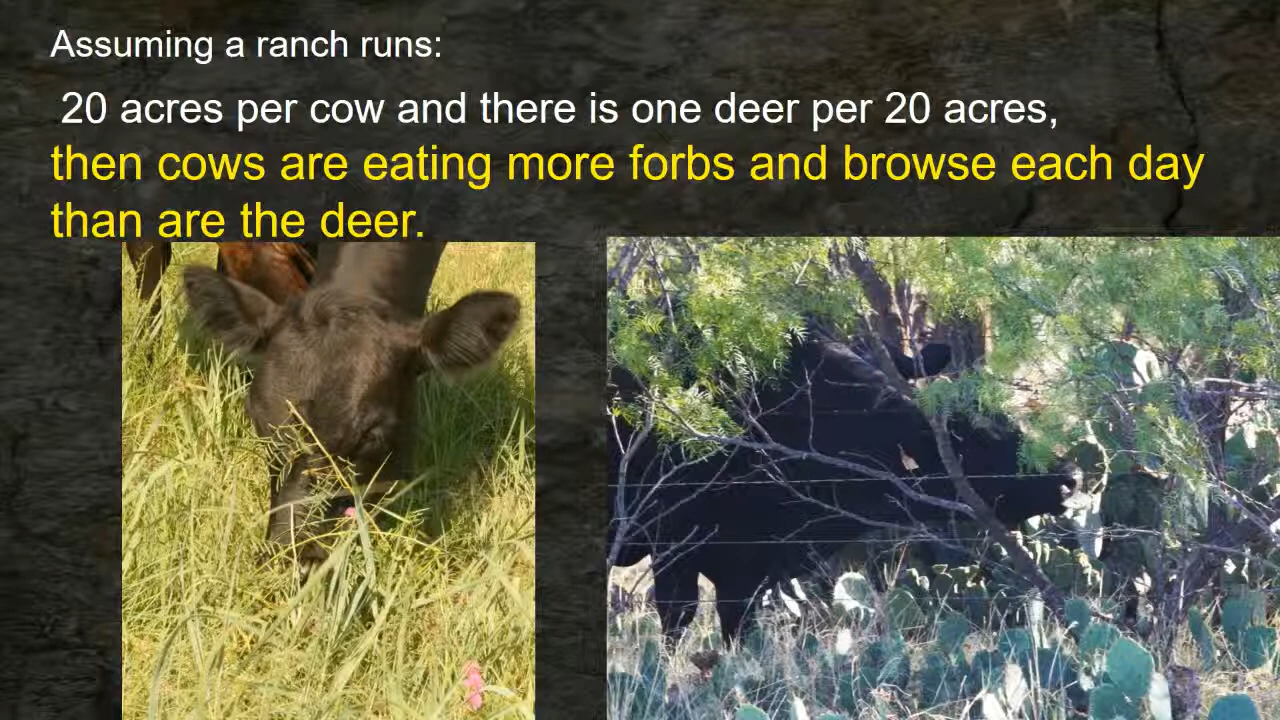 Assuming a ranch runs:
20 acres per cow and there is one deer per 20 acres,
then cows are eating more forbs and browse each day
than are the deer.